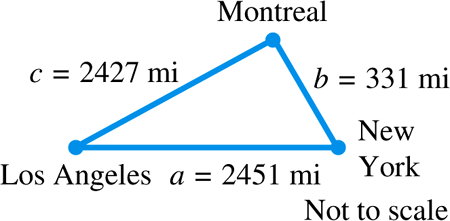 Montreal
c = 2427 mi
b = 331 mi
New
York
Los Angeles
a = 2451 mi
Not to scale